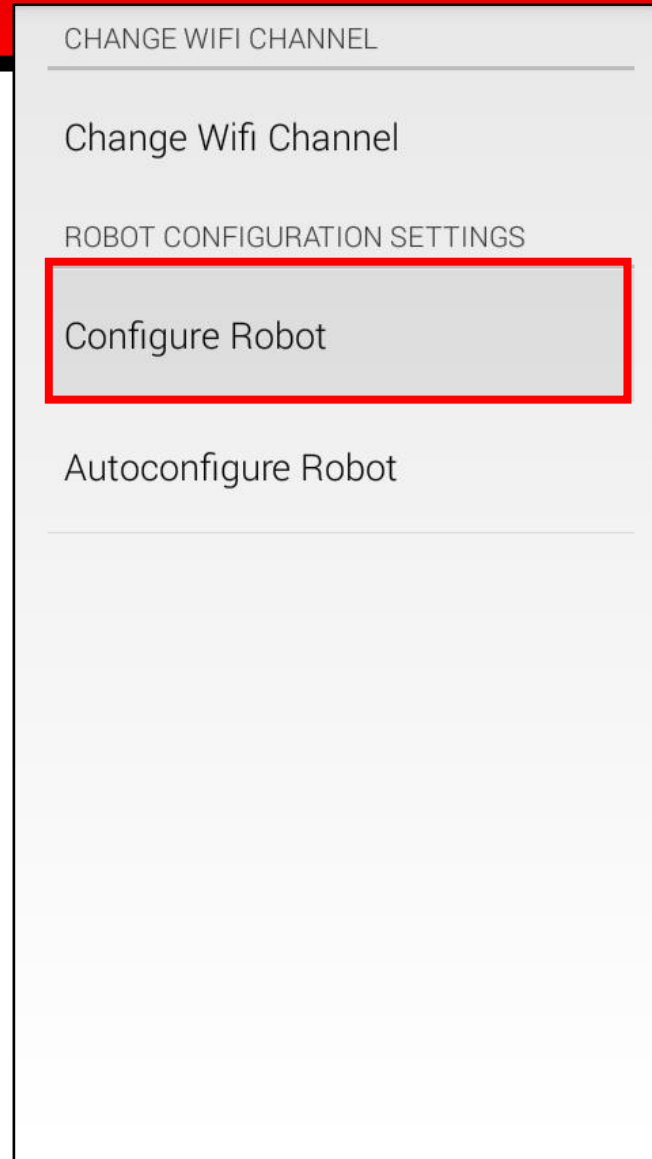 CHANGE WIFI CHANNEL
Change Wifi Channel
ROBOT CONFIGURATION SETTINGS
Configure Robot
Autoconfigure Robot